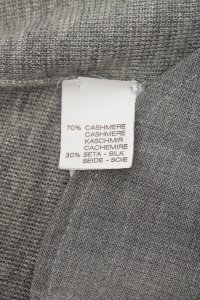 70% CASHMERE
CASHMERE
KASCHMIR
CACHEMIRE
30% SETA - SILK
SEIDE - SOIE